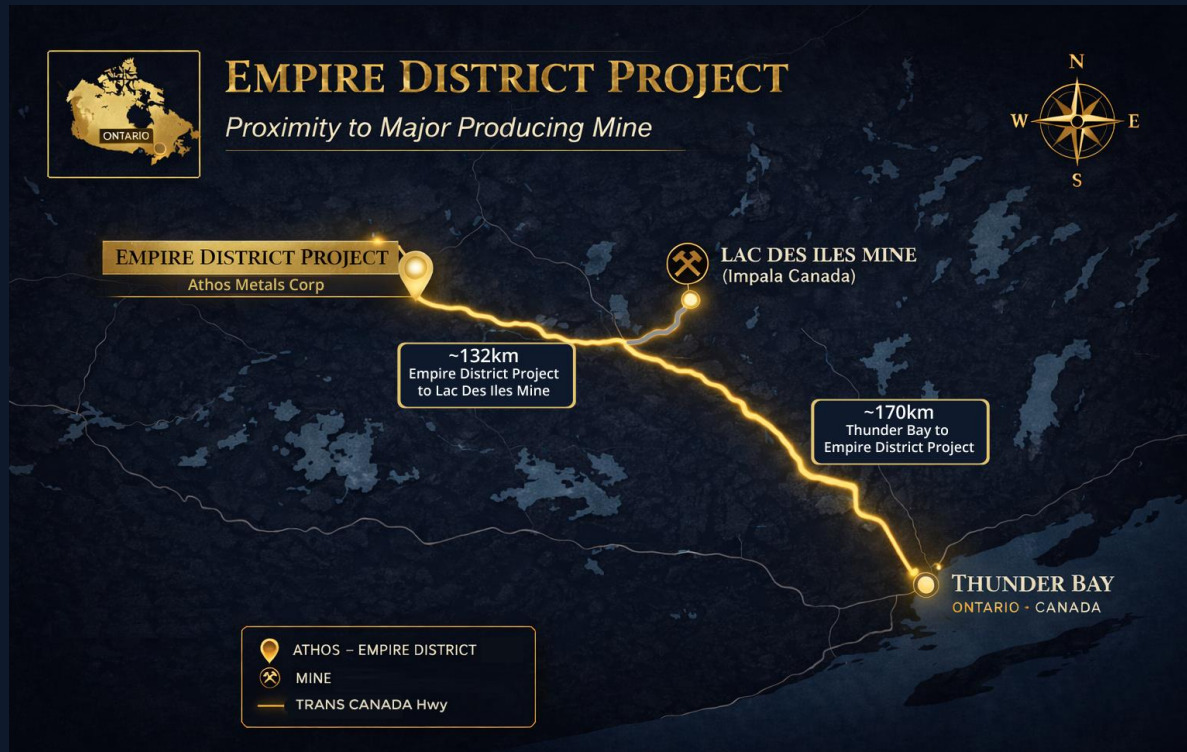 EMPIRE DISTRICT PROJECT
Proximity to Major Producing Mine
ONTARIO
N
W
E
S
EMPIRE DISTRICT PROJECT
Athos Metals Corp
LAC DES ILES MINE
(Impala Canada)
~132km
Empire District Project
to Lac Des Iles Mine
~170km
Thunder Bay to
Empire District Project
THUNDER BAY
ONTARIO - CANADA
ATHOS – EMPIRE DISTRICT
MINE
TRANS CANADA Hwy